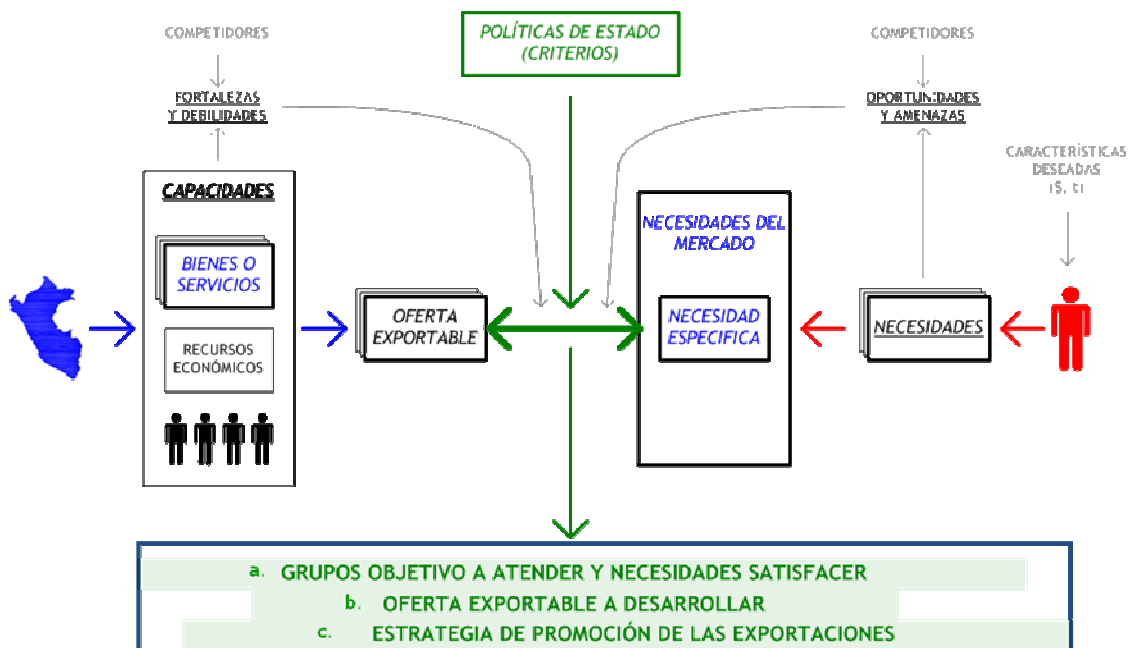 COMPETIDORES
POLÍTICAS DE ESTADO
(CRITERIOS)
COMPETIDORES
FORTALEZAS
Y DEBILIDADES
OPORTUNIDADES
Y AMENAZAS
CARACTERÍSTICAS
DESEADAS
(S, t)
CAPACIDADES
NECESIDADES DEL
MERCADO
BIENES O
SERVICIOS
OFERTA
EXPORTABLE
NECESIDAD
ESPECIFICA
NECESIDADES
RECURSOS
ECONÓMICOS
a. GRUPOS OBJETIVO A ATENDER Y NECESIDADES SATISFACER
b. OFERTA EXPORTABLE A DESARROLLAR
c. ESTRATEGIA DE PROMOCIÓN DE LAS EXPORTACIONES